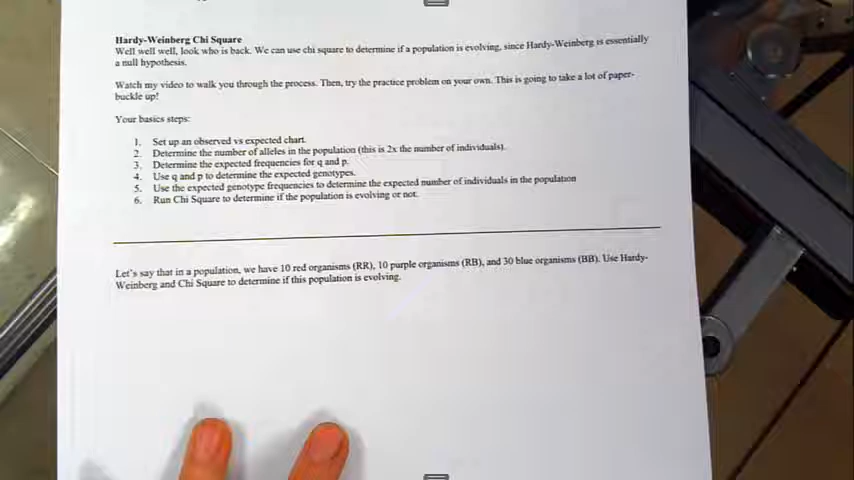 Hardy-Weinberg Chi Square
Well well well, look who is back. We can use chi square to determine if a population is evolving, since Hardy-Weinberg is essentially
a null hypothesis.
Watch my video to walk you through the process. Then, try the practice problem on your own. This is going to take a lot of paper-
buckle up!
Your basics steps:
1. Set up an observed vs expected chart.
2. Determine the number of alleles in the population (this is 2x the number of individuals).
3. Determine the expected frequencies for q and p.
4. Use q and p to determine the expected genotypes.
5. Use the expected genotype frequencies to determine the expected number of individuals in the population
6. Run Chi Square to determine if the population is evolving or not.
Let's say that in a population, we have 10 red organisms (RR), 10 purple organisms (RB), and 30 blue organisms (BB). Use Hardy-
Weinberg and Chi Square to determine if this population is evolving.